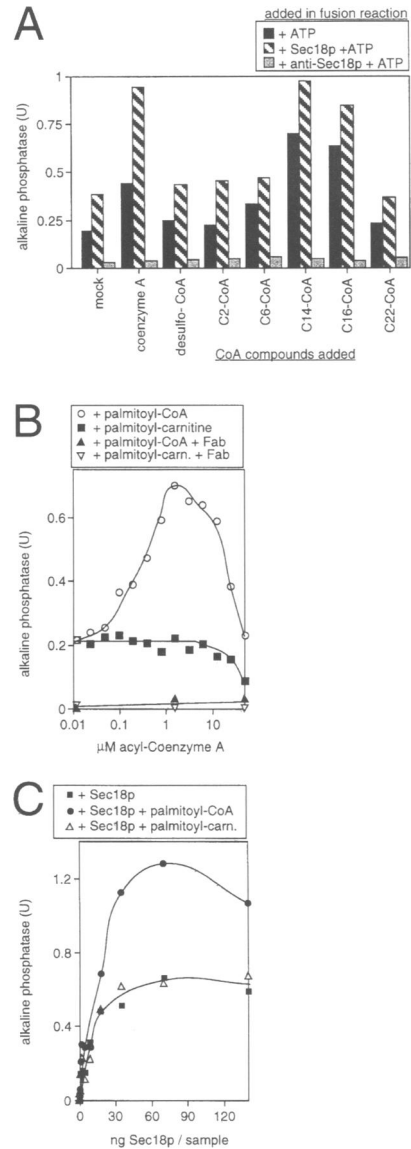 A
added in fusion reaction
+ ATP
+ Sec18p +ATP
+ anti-Sec18p + ATP
alkaline phosphatase (U)
1
0.75
0.5
0.25
0
mock
coenzyme A
desulfo- CoA
C2-CoA
C6-CoA
C14-CoA
C16-CoA
C22-CoA
CoA compounds added
B
+ palmitoyl-CoA
+ palmitoyl-carnitine
+ palmitoyl-CoA + Fab
+ palmitoyl-carn. + Fab
alkaline phosphatase (U)
0.6
0.4
0.2
0
0.01
0.1
1
10
μM acyl-Coenzyme A
C
+ Sec18p
+ Sec18p + palmitoyl-CoA
+ Sec18p + palmitoyl-carn.
alkaline phosphatase (U)
1.2
0.8
0.4
0
0
30
60
90
120
ng Sec18p / sample